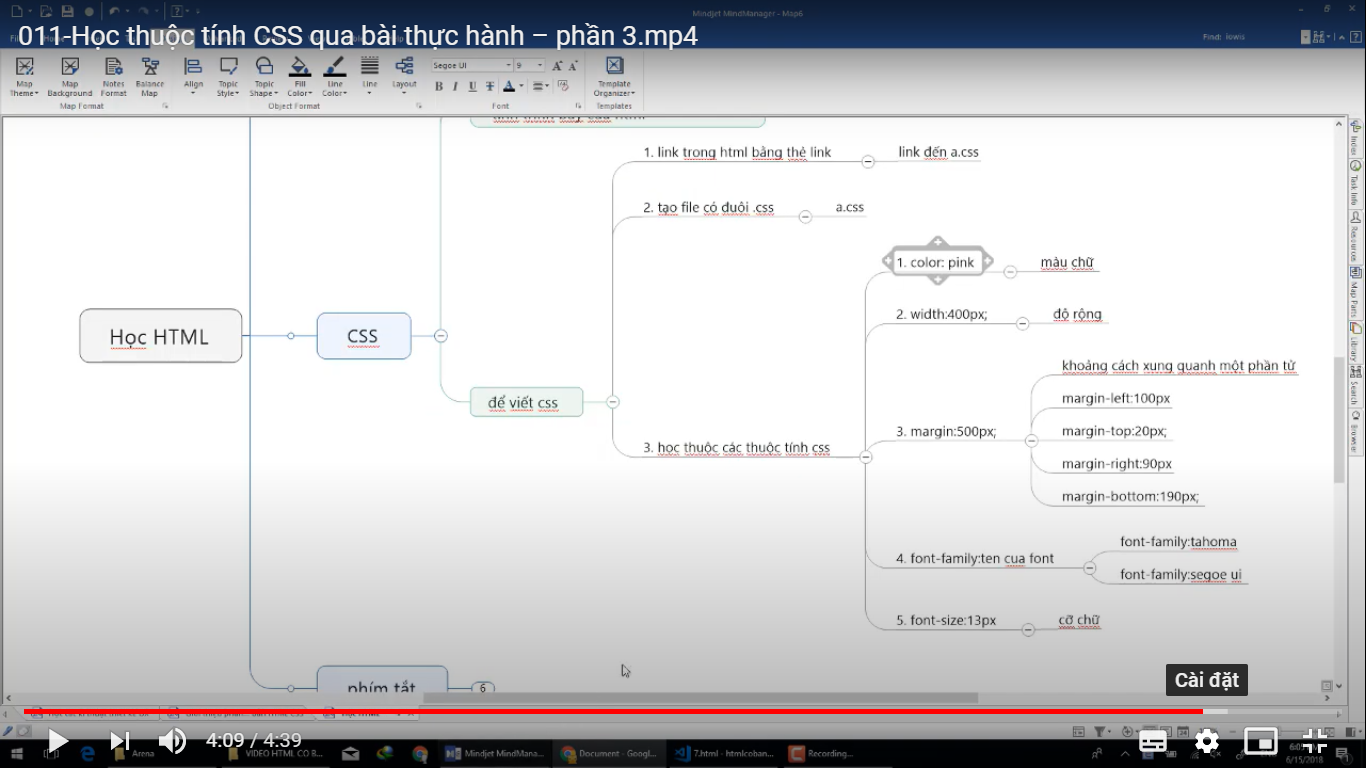 Mindjet MindManager - Map6
011-Học thuộc tính CSS qua bài thực hành – phần 3.mp4
Find: lowis
Map Theme
Map Background
Notes Format
Balance Map
Align
Topic Style
Topic Shape
Fill Color
Line Color
Line
Layout
Segoe UI
9
B I U
Template Organizer
Map Format
Object Format
Font
Templates
1. link trong html bằng thẻ link
link đến a.css
2. tạo file có đuôi .css
a.css
1. color: pink
màu chữ
2. width:400px;
độ rộng
Học HTML
CSS
khoảng cách xung quanh một phần tử
margin-left:100px
để viết css
3. margin:500px;
margin-top:20px;
3. học thuộc các thuộc tính css
margin-right:90px
margin-bottom:190px;
4. font-family:ten cua font
font-family:tahoma
font-family:segoe ui
5. font-size:13px
cỡ chữ
phím tắt
6
Index
Task Info
Resources
Map Parts
Library
Search
Browser
Cài đặt
4:09 / 4:39
Arena
VIDEO HTML CO B...
Mindjet MindMana...
Document - Googl...
7.html - htmlcoban...
Recording...
6/15/2018